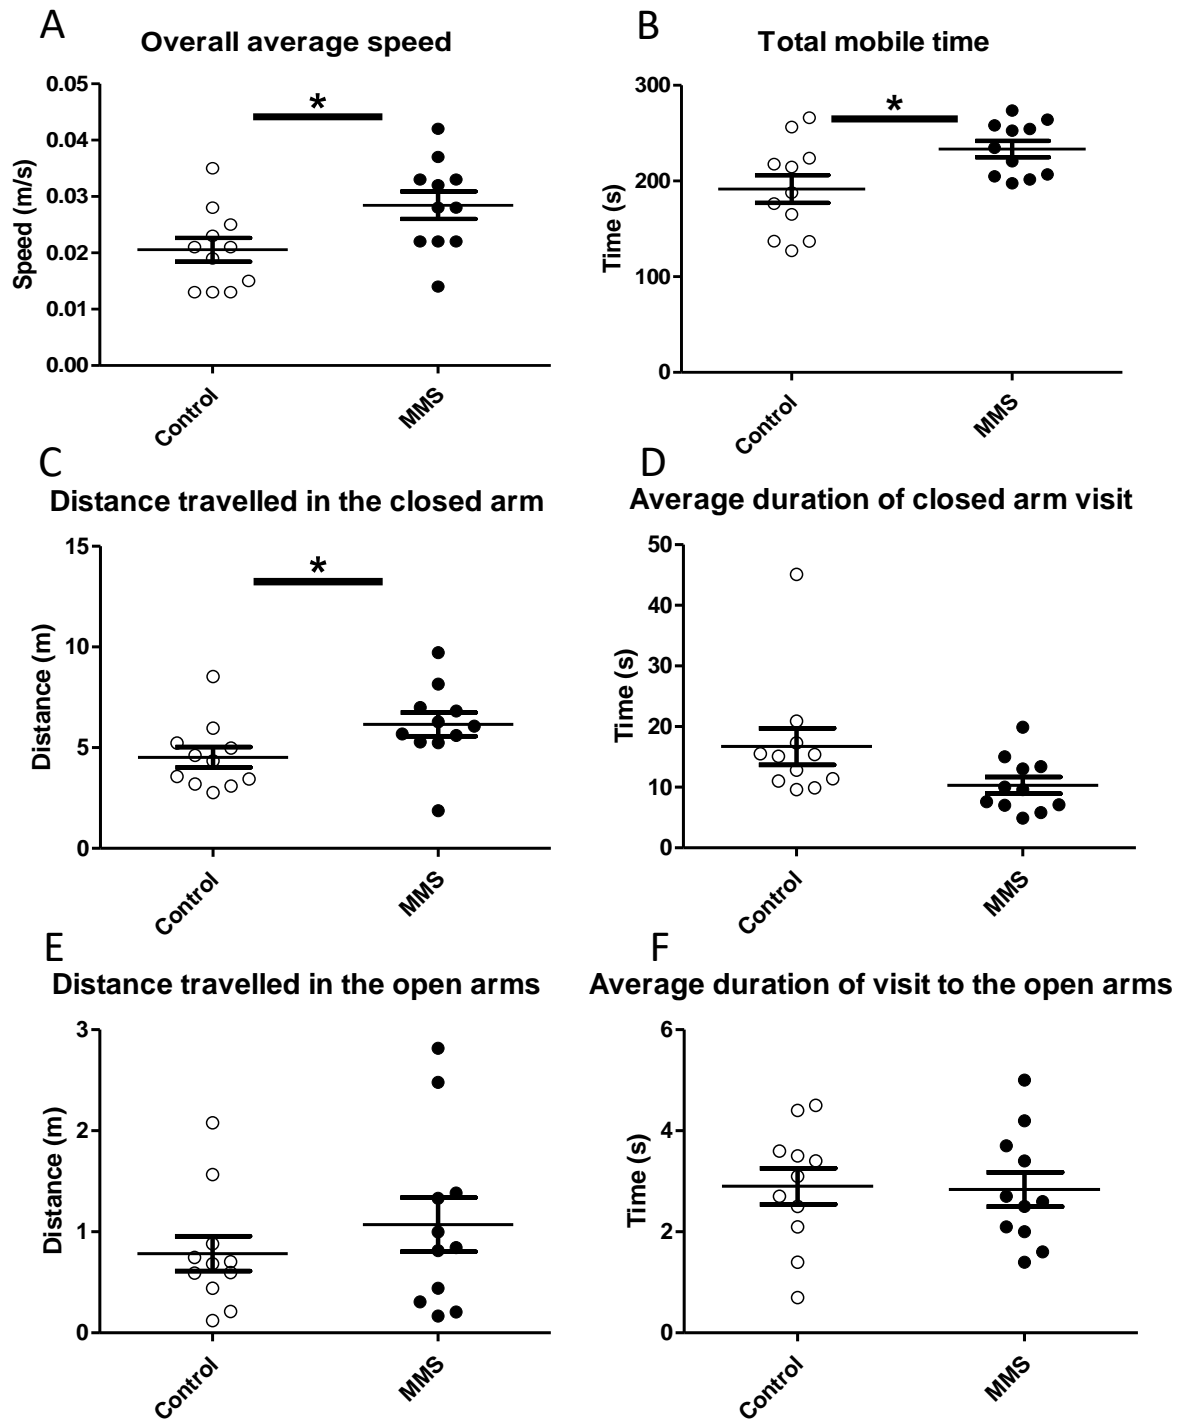 A
Overall average speed
*
0.05
0.04
0.03
0.02
0.01
0.00
Speed (m/s)
Control
MMS
B
Total mobile time
*
300
200
100
0
Time (s)
Control
MMS
C
Distance travelled in the closed arm
*
15
10
5
0
Distance (m)
Control
MMS
D
Average duration of closed arm visit
50
40
30
20
10
0
Time (s)
Control
MMS
E
Distance travelled in the open arms
3
2
1
0
Distance (m)
Control
MMS
F
Average duration of visit to the open arms
6
4
2
0
Time (s)
Control
MMS